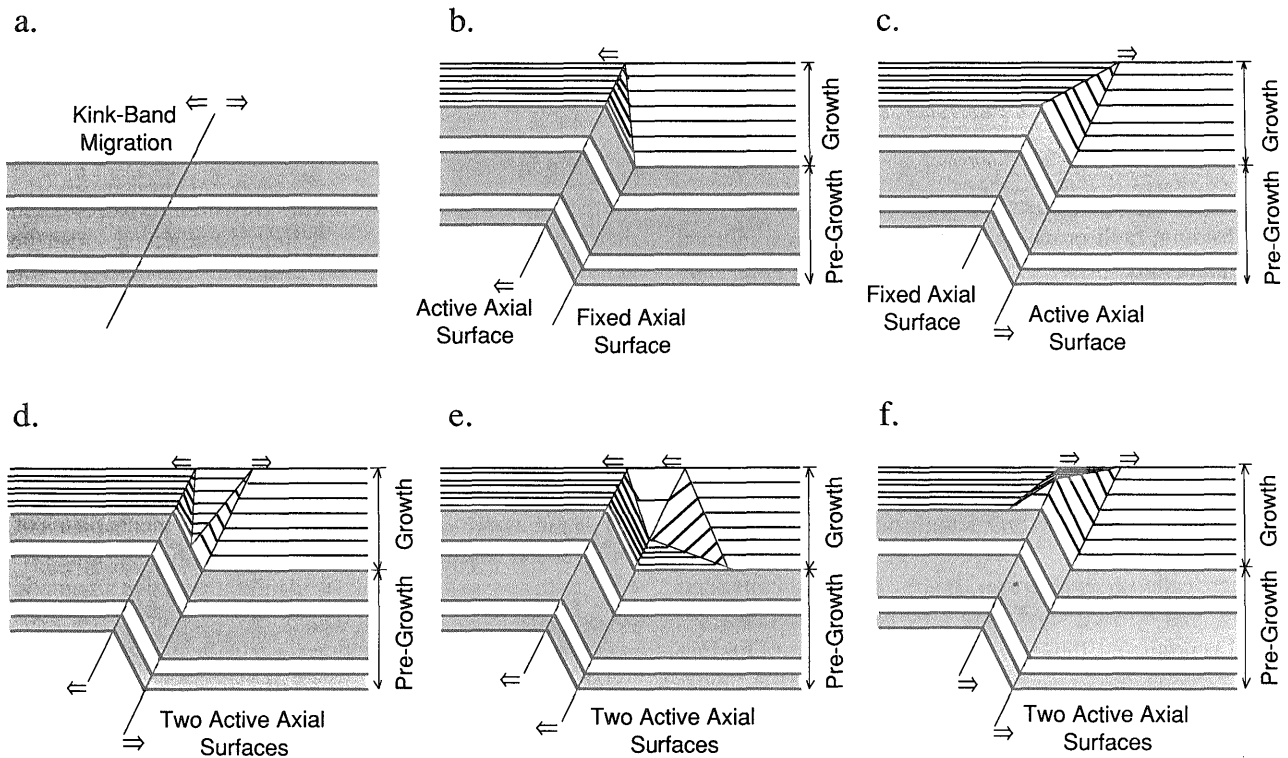 a.
Kink-Band
Migration
b.
Growth
Pre-Growth
Active Axial
Surface
Fixed Axial
Surface
c.
Growth
Pre-Growth
Fixed Axial
Surface
Active Axial
Surface
d.
Growth
Pre-Growth
Two Active Axial
Surfaces
e.
Growth
Pre-Growth
Two Active Axial
Surfaces
f.
Growth
Pre-Growth
Two Active Axial
Surfaces